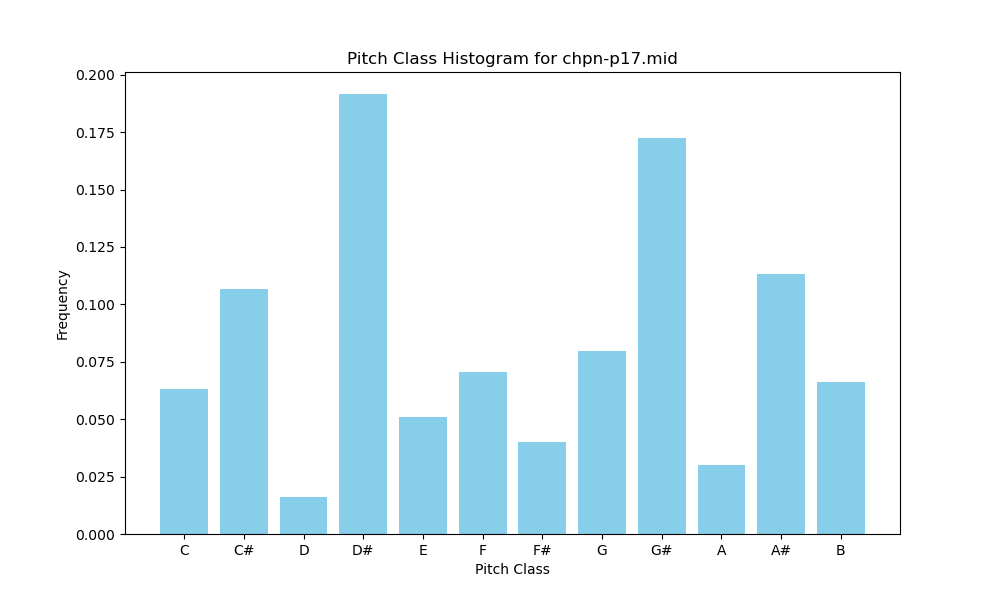 Pitch Class Histogram for chpn-p17.mid
0.200
0.175
0.150
0.125
0.100
0.075
0.050
0.025
0.000
Frequency
C C# D D# E F F# G G# A A# B
Pitch Class